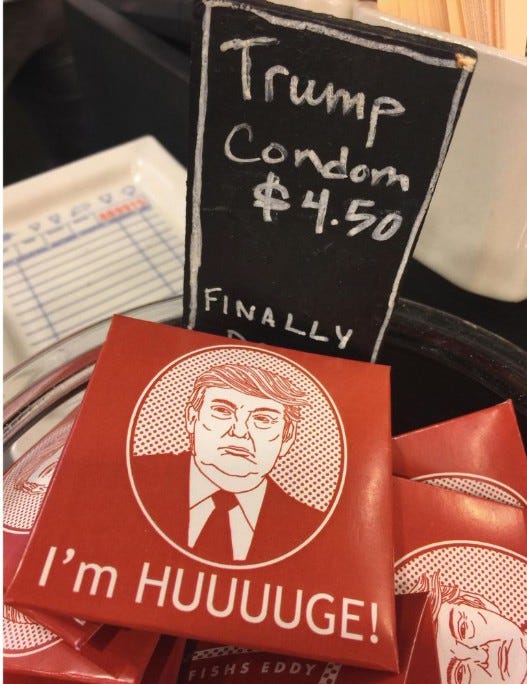 Trump
Condom
$4.50
FINALLY
I'm HUUUUGE!
FISHS EDDY